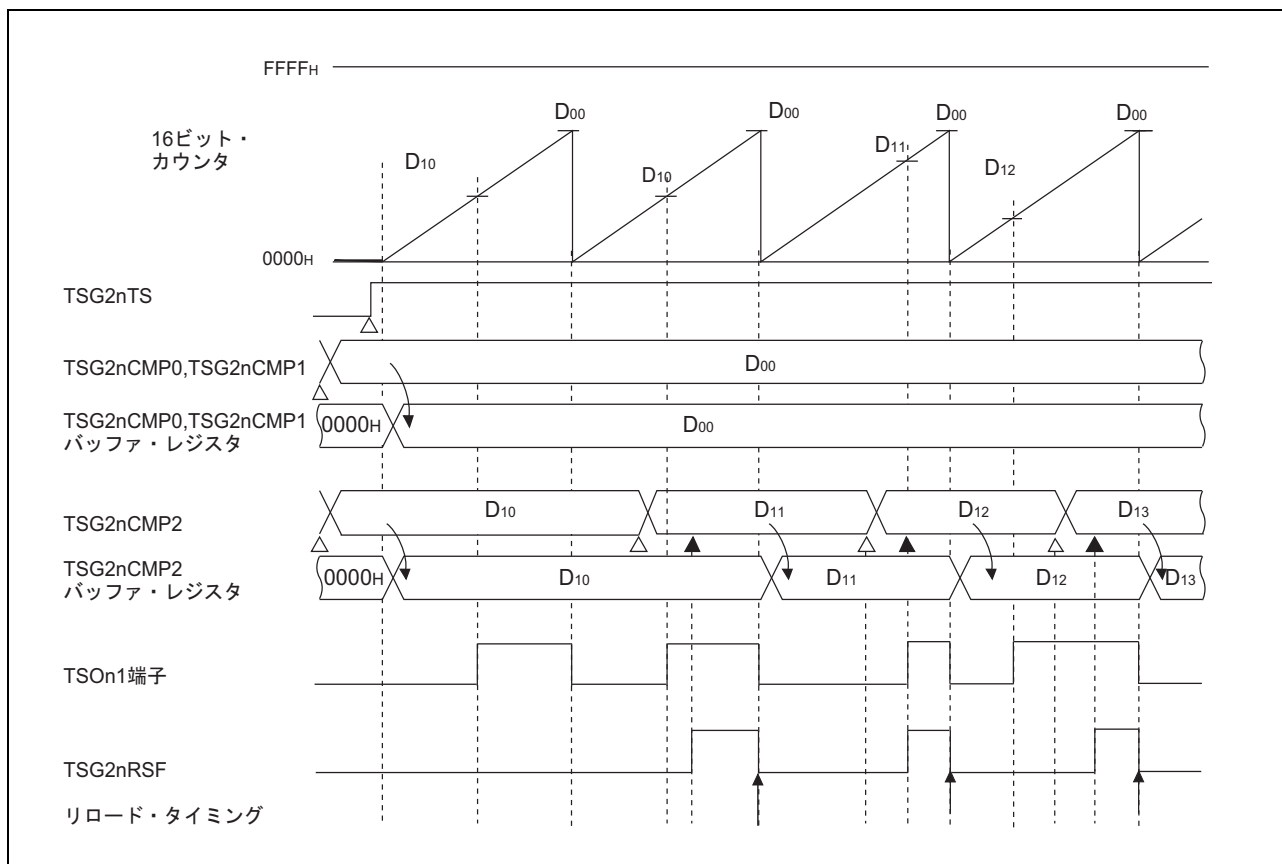 FFFFH
D00 D00 D00 D00
16ビット・
カウンタ
D10 D10 D11 D12
0000H
TSG2nTS
TSG2nCMP0,TSG2nCMP1
D00
TSG2nCMP0,TSG2nCMP1
バッファ・レジスタ
0000H D00
TSG2nCMP2
D10 D11 D12 D13
TSG2nCMP2
バッファ・レジスタ
0000H D10 D11 D12 D13
TSOn1端子
TSG2nRSF
リロード・タイミング